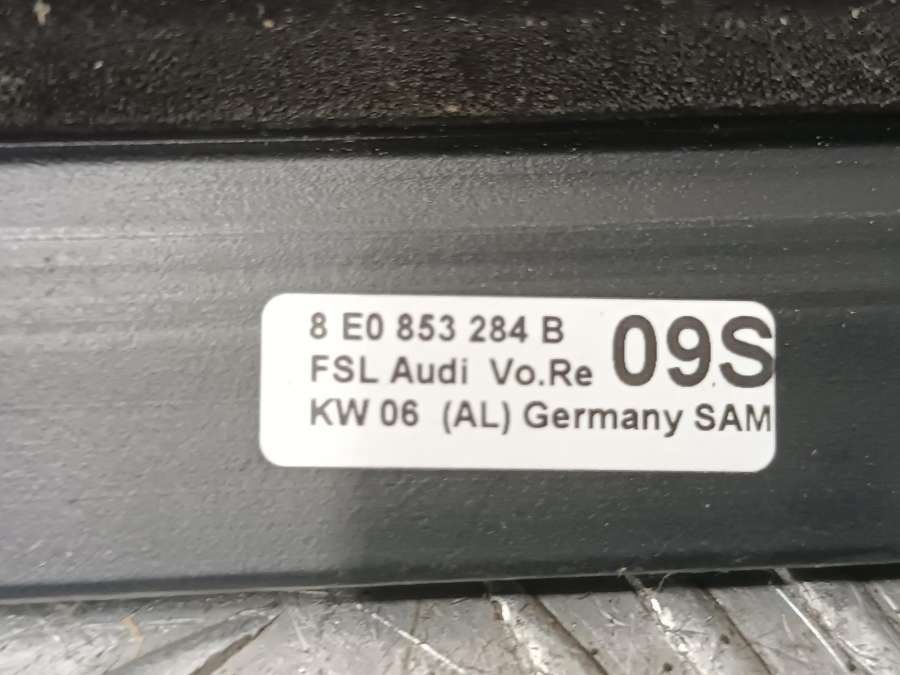 8 E0 853 284 B 09S
FSL Audi Vo.Re
KW 06 (AL) Germany SAM